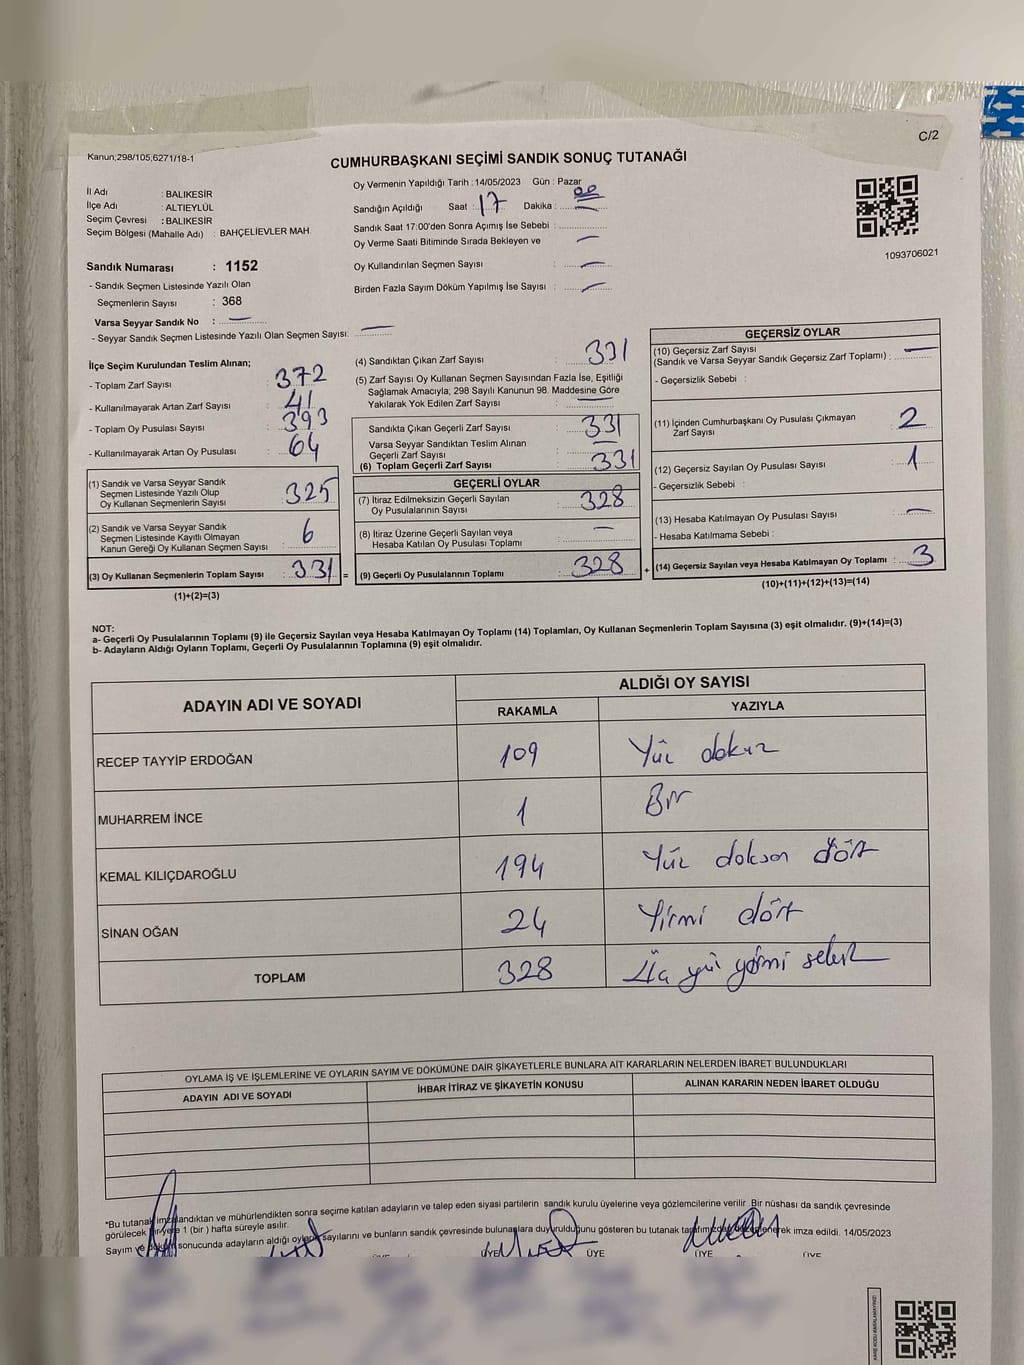 C/2
Kanun;298/105,6271/18-1
CUMHURBAŞKANI SEÇİMİ SANDIK SONUÇ TUTANAĞI
İl Adı : BALIKESİR
İlçe Adı : ALTIEYLÜL
Seçim Çevresi : BALIKESİR
Seçim Bölgesi (Mahalle Adı) : BAHÇELİEVLER MAH.
Sandık Numarası : 1152
- Sandık Seçmen Listesinde Yazılı Olan
Seçmenlerin Sayısı : 368
Varsa Seyyar Sandık No : —
- Seyyar Sandık Seçmen Listesinde Yazılı Olan Seçmen Sayısı: —
Oy Vermenin Yapıldığı Tarih :14/05/2023 Gün : Pazar
Sandığın Açıldığı Saat : 17 Dakika : 00
Sandık Saat 17:00'den Sonra Açımış İse Sebebi :
Oy Verme Saati Bitiminde Sırada Bekleyen ve —
Oy Kullandırılan Seçmen Sayısı : —
Birden Fazla Sayım Döküm Yapılmış İse Sayısı : —
1093706021
İlçe Seçim Kurulundan Teslim Alınan;
- Toplam Zarf Sayısı : 372
- Kullanılmayarak Artan Zarf Sayısı : 41
- Toplam Oy Pusulası Sayısı : 393
- Kullanılmayarak Artan Oy Pusulası : 64
(1) Sandık ve Varsa Seyyar Sandık
Seçmen Listesinde Yazılı Olup
Oy Kullanan Seçmenlerin Sayısı : 325
(2) Sandık ve Varsa Seyyar Sandık
Seçmen Listesinde Kayıtlı Olmayan
Kanun Gereği Oy Kullanan Seçmen Sayısı : 6
(3) Oy Kullanan Seçmenlerin Toplam Sayısı : 331 =
(1)+(2)=(3)
(4) Sandıktan Çıkan Zarf Sayısı : 331
(5) Zarf Sayısı Oy Kullanan Seçmen Sayısından Fazla İse, Eşitliği
Sağlamak Amacıyla; 298 Sayılı Kanunun 98. Maddesine Göre
Yakılarak Yok Edilen Zarf Sayısı : —
Sandıkta Çıkan Geçerli Zarf Sayısı : 331
Varsa Seyyar Sandıktan Teslim Alınan
Geçerli Zarf Sayısı : —
(6) Toplam Geçerli Zarf Sayısı : 331
GEÇERLİ OYLAR
(7) İtiraz Edilmeksizin Geçerli Sayılan
Oy Pusulalarının Sayısı : 328
(8) İtiraz Üzerine Geçerli Sayılan veya
Hesaba Katılan Oy Pusulası Toplamı : —
(9) Geçerli Oy Pusulalarının Toplamı : 328 +
GEÇERSİZ OYLAR
(10) Geçersiz Zarf Sayısı
(Sandık ve Varsa Seyyar Sandık Geçersiz Zarf Toplamı) : —
- Geçersizlik Sebebi :
(11) İçinden Cumhurbaşkanı Oy Pusulası Çıkmayan
Zarf Sayısı : 2
(12) Geçersiz Sayılan Oy Pusulası Sayısı : 1
- Geçersizlik Sebebi :
(13) Hesaba Katılmayan Oy Pusulası Sayısı : —
- Hesaba Katılmama Sebebi :
(14) Geçersiz Sayılan veya Hesaba Katılmayan Oy Toplamı : 3
(10)+(11)+(12)+(13)=(14)
NOT:
a- Geçerli Oy Pusulalarının Toplamı (9) ile Geçersiz Sayılan veya Hesaba Katılmayan Oy Toplamı (14) Toplamları, Oy Kullanan Seçmenlerin Toplam Sayısına (3) eşit olmalıdır. (9)+(14)=(3)
b- Adayların Aldığı Oyların Toplamı, Geçerli Oy Pusulalarının Toplamına (9) eşit olmalıdır.
ADAYIN ADI VE SOYADI ALDIĞI OY SAYISI
RAKAMLA YAZIYLA
RECEP TAYYİP ERDOĞAN 109 Yüz dokuz
MUHARREM İNCE 1 Bir
KEMAL KILIÇDAROĞLU 194 Yüz doksan dört
SİNAN OĞAN 24 Yirmi dört
TOPLAM 328 Üç yüz yirmi sekiz
OYLAMA İŞ VE İŞLEMLERİNE VE OYLARIN SAYIM VE DÖKÜMÜNE DAİR ŞİKAYETLERLE BUNLARA AİT KARARLARIN NELERDEN İBARET BULUNDUKLARI
ADAYIN ADI VE SOYADI İHBAR İTİRAZ VE ŞİKAYETİN KONUSU ALINAN KARARIN NEDEN İBARET OLDUĞU
*Bu tutanak imzalandıktan ve mühürlendikten sonra seçime katılan adayların ve talep eden siyasi partilerin sandık kurulu üyelerine veya gözlemcilerine verilir. Bir nüshası da sandık çevresinde
görülecek bir yere 1 (bir) hafta süreyle asılır.
Sayım ve döküm sonucunda adayların aldığı oyların sayılarını ve bunların sandık çevresinde bulunanlara duyurulduğunu gösteren bu tutanak tarafımızdan düzenlenerek imza edildi. 14/05/2023
ÜYE ÜYE ÜYE ÜYE